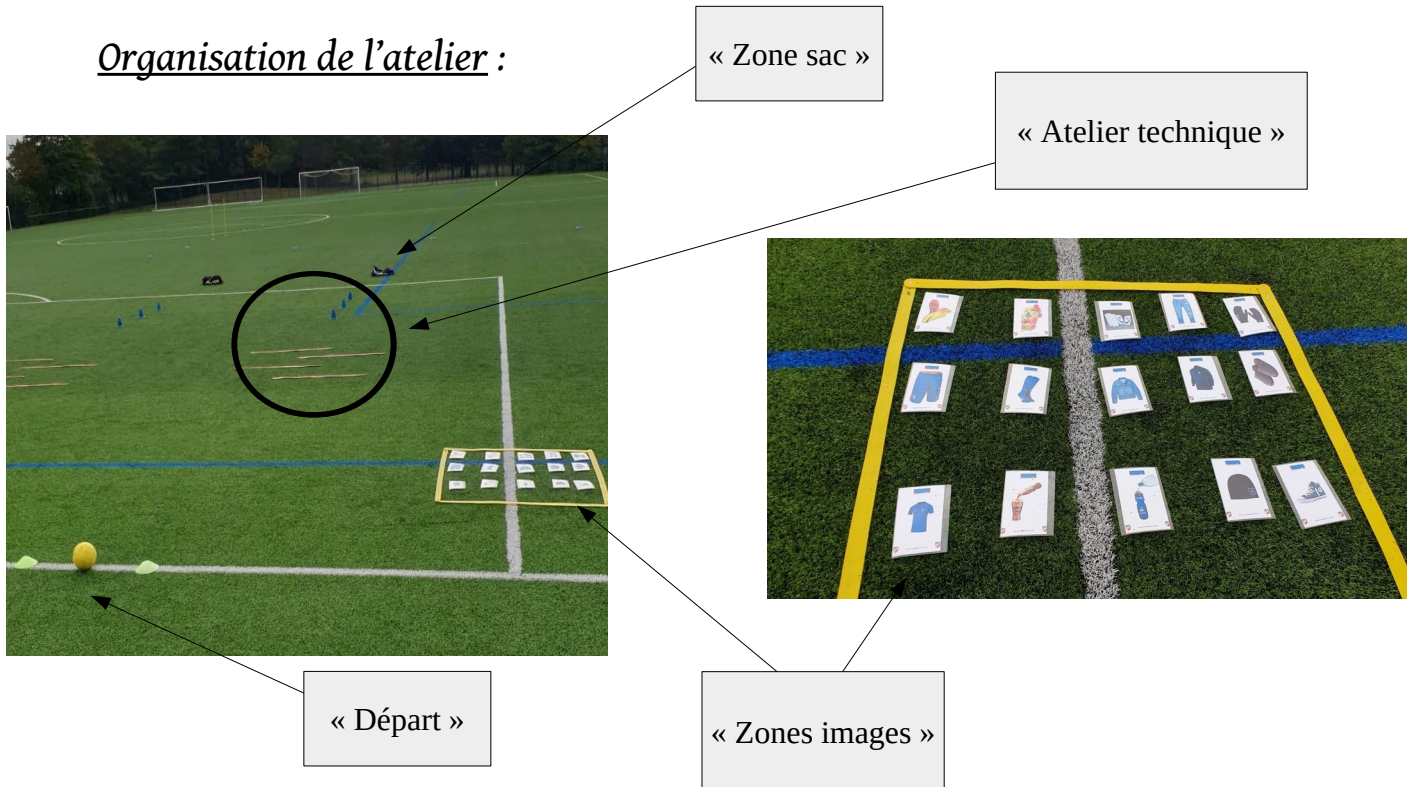 Organisation de l’atelier :
« Zone sac »
« Atelier technique »
« Départ »
« Zones images »